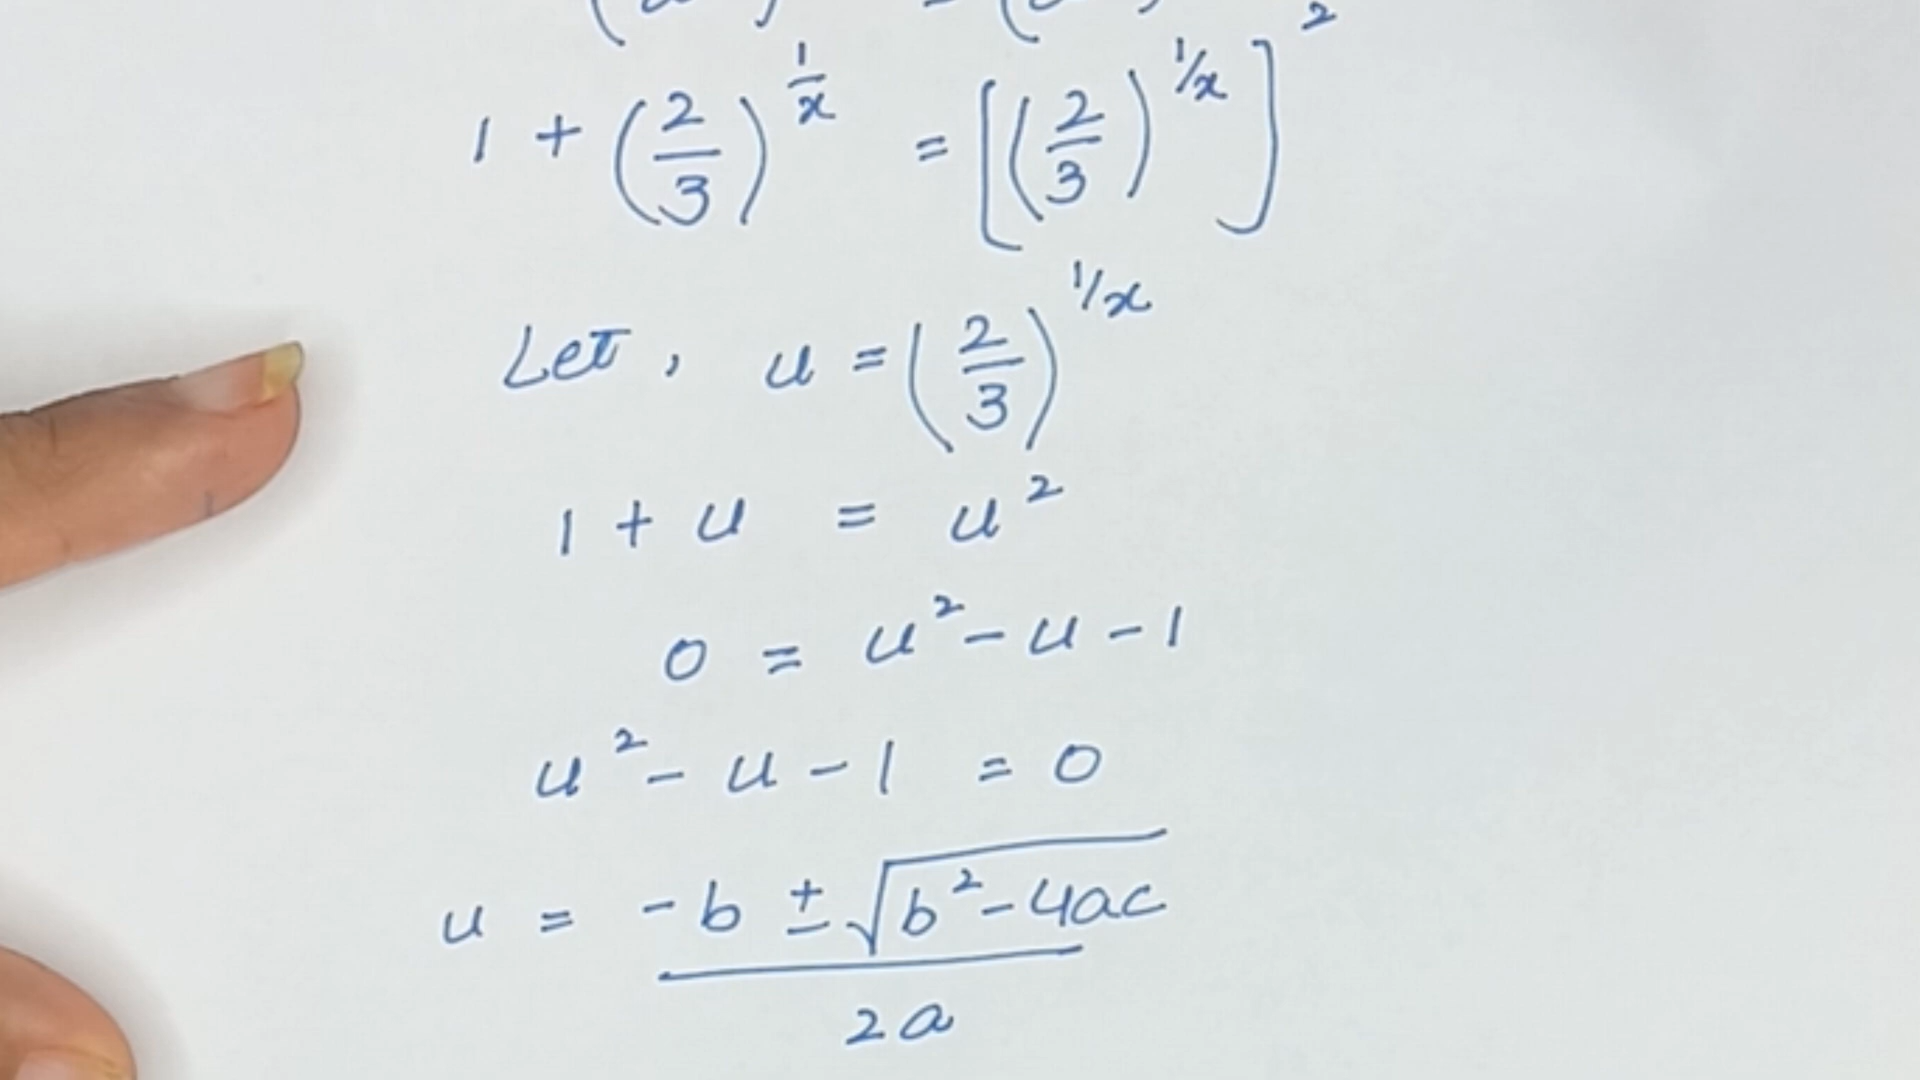 1 + (2/3)^(1/x) = [(2/3)^(1/x)]^2
Let, u = (2/3)^(1/x)
1 + u = u^2
0 = u^2 - u - 1
u^2 - u - 1 = 0
u = -b ± √(b^2 - 4ac) / 2a